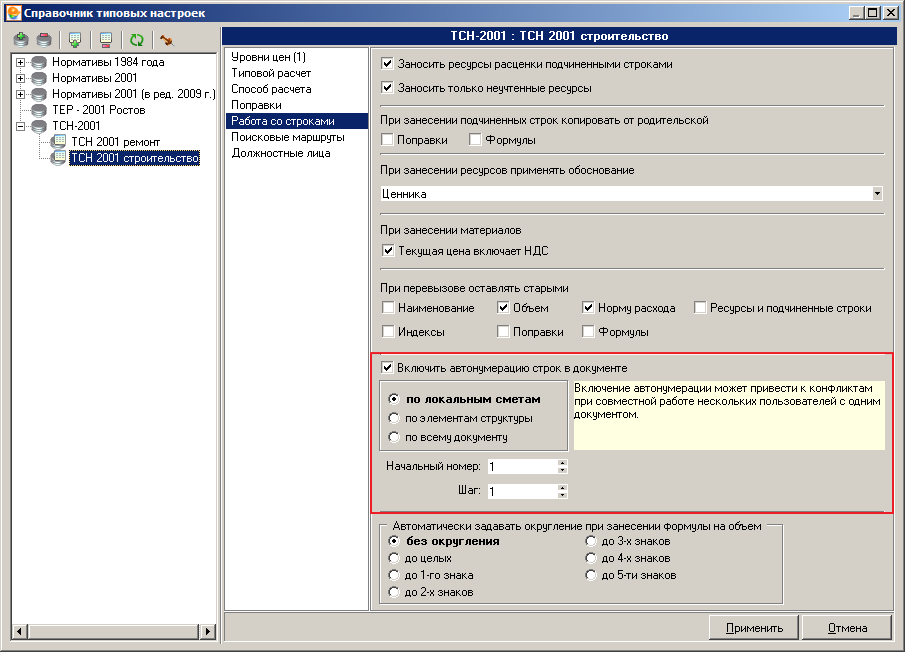 Справочник типовых настроек
ТСН-2001 : ТСН 2001 строительство
Нормативы 1984 года
Нормативы 2001
Нормативы 2001 (в ред. 2009 г.)
ТЕР - 2001 Ростов
ТСН-2001
ТСН 2001 ремонт
ТСН 2001 строительство
Уровни цен (1)
Типовой расчет
Способ расчета
Поправки
Работа со строками
Поисковые маршруты
Должностные лица
Заносить ресурсы расценки подчиненными строками
Заносить только неучтенные ресурсы
При занесении подчиненных строк копировать от родительской
Поправки Формулы
При занесении ресурсов применять обоснование
Ценника
При занесении материалов
Текущая цена включает НДС
При перевызове оставлять старыми
Наименование Объем Норму расхода Ресурсы и подчиненные строки
Индексы Поправки Формулы
Включить автонумерацию строк в документе
по локальным сметам
по элементам структуры
по всему документу
Включение автонумерации может привести к конфликтам
при совместной работе нескольких пользователей с одним
документом.
Начальный номер: 1
Шаг: 1
Автоматически задавать округление при занесении формулы на объем
без округления до 3-х знаков
до целых до 4-х знаков
до 1-го знака до 5-ти знаков
до 2-х знаков
Применить Отмена